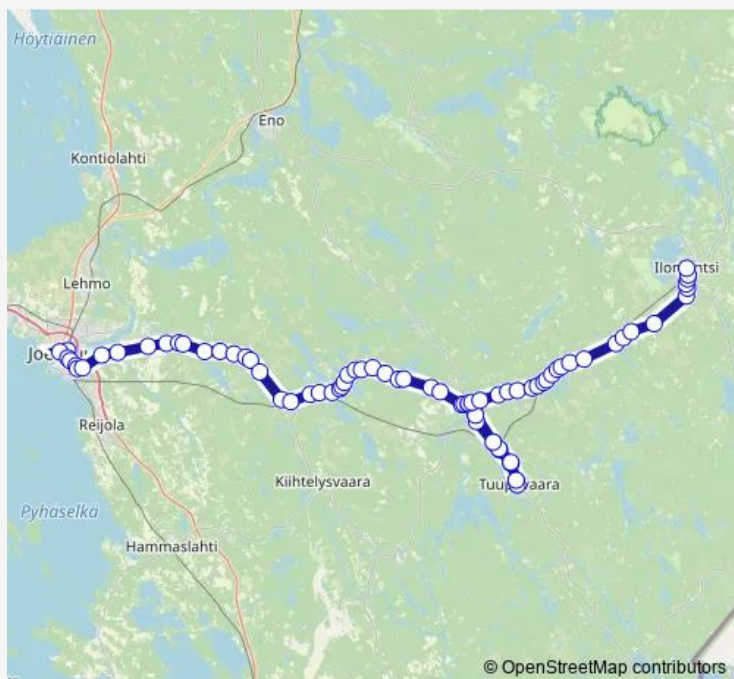 Höytiäinen
Eno
Kontiolahti
Lehmo
Reijola
Kiihtelysvaara
Pyhäselkä
Hammaslahti
© OpenStreetMap contributors